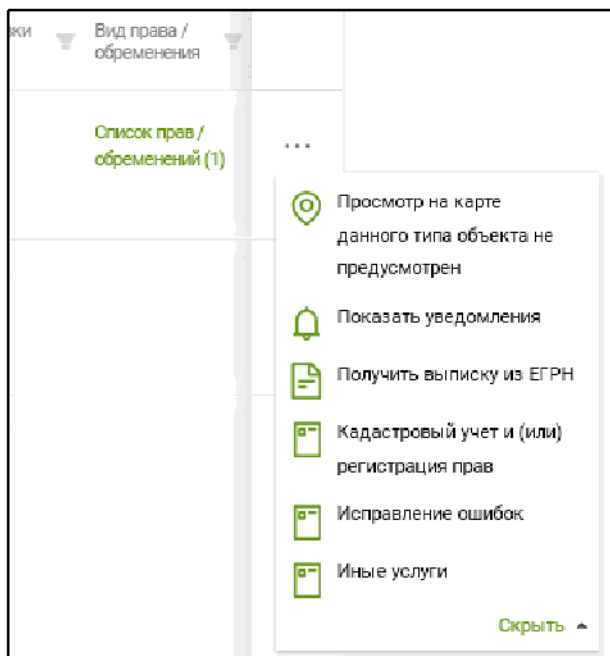 Вид права /
обременения
Список прав /
обременений (1)
...
Просмотр на карте
данного типа объекта не
предусмотрен
Показать уведомления
Получить выписку из ЕГРН
Кадастровый учет и (или)
регистрация прав
Исправление ошибок
Иные услуги
Скрыть